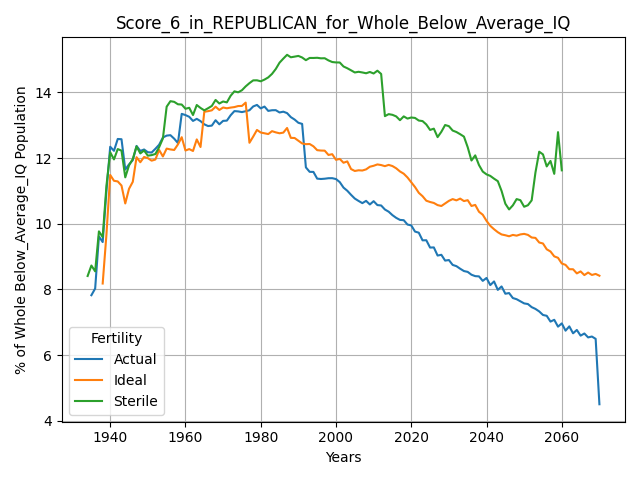 Score_6_in_REPUBLICAN_for_Whole_Below_Average_IQ
% of Whole Below_Average_IQ Population
14
12
10
8
6
4
Fertility
Actual
Ideal
Sterile
1940
1960
1980
2000
2020
2040
2060
Years